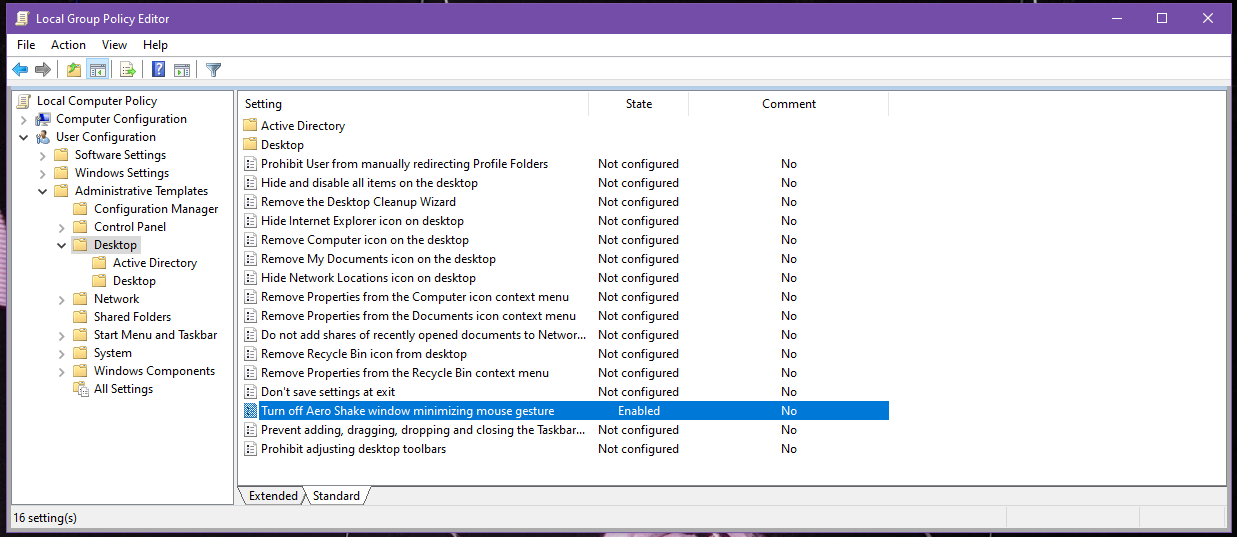 Local Group Policy Editor
File Action View Help
Local Computer Policy
Computer Configuration
User Configuration
Software Settings
Windows Settings
Administrative Templates
Configuration Manager
Control Panel
Desktop
Active Directory
Desktop
Network
Shared Folders
Start Menu and Taskbar
System
Windows Components
All Settings
Setting State Comment
Active Directory
Desktop
Prohibit User from manually redirecting Profile Folders Not configured No
Hide and disable all items on the desktop Not configured No
Remove the Desktop Cleanup Wizard Not configured No
Hide Internet Explorer icon on desktop Not configured No
Remove Computer icon on the desktop Not configured No
Remove My Documents icon on the desktop Not configured No
Hide Network Locations icon on desktop Not configured No
Remove Properties from the Computer icon context menu Not configured No
Remove Properties from the Documents icon context menu Not configured No
Do not add shares of recently opened documents to Networ... Not configured No
Remove Recycle Bin icon from desktop Not configured No
Remove Properties from the Recycle Bin context menu Not configured No
Don't save settings at exit Not configured No
Turn off Aero Shake window minimizing mouse gesture Enabled No
Prevent adding, dragging, dropping and closing the Taskbar... Not configured No
Prohibit adjusting desktop toolbars Not configured No
Extended Standard
16 setting(s)